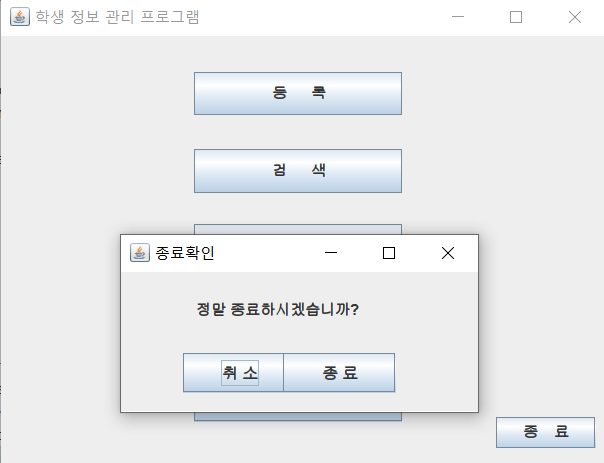 학생 정보 관리 프로그램
등 록
검 색
종료확인
정말 종료하시겠습니까?
취 소 종 료
종 료